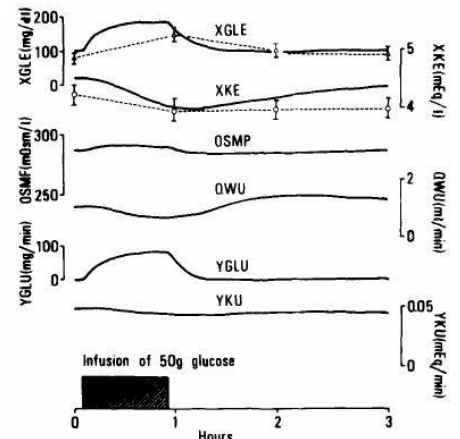 XGLE(mg/dl)
200
100
0
XGLE
5
4
XKE(mEq/l)
XKE
OSMF(mOsm/l)
300
250
OSMP
QWU
2
1
0
QWU(ml/min)
YGLU(mg/min)
100
0
YGLU
YKU
0.05
0
YKU(mEq/min)
Infusion of 50g glucose
0
1
2
3
Hours